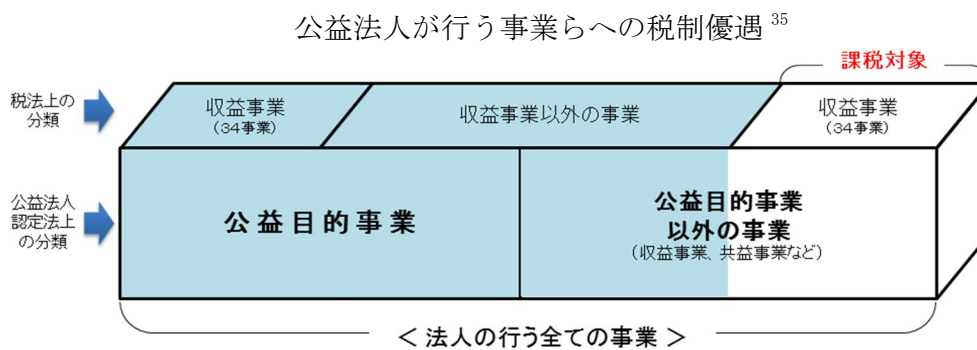 公益法人が行う事業らへの税制優遇 35
課税対象
税法上の
分類
収益事業
(34事業)
収益事業以外の事業
収益事業
(34事業)
公益法人
認定法上
の分類
公益目的事業
公益目的事業
以外の事業
(収益事業、共益事業など)
＜法人の行う全ての事業＞